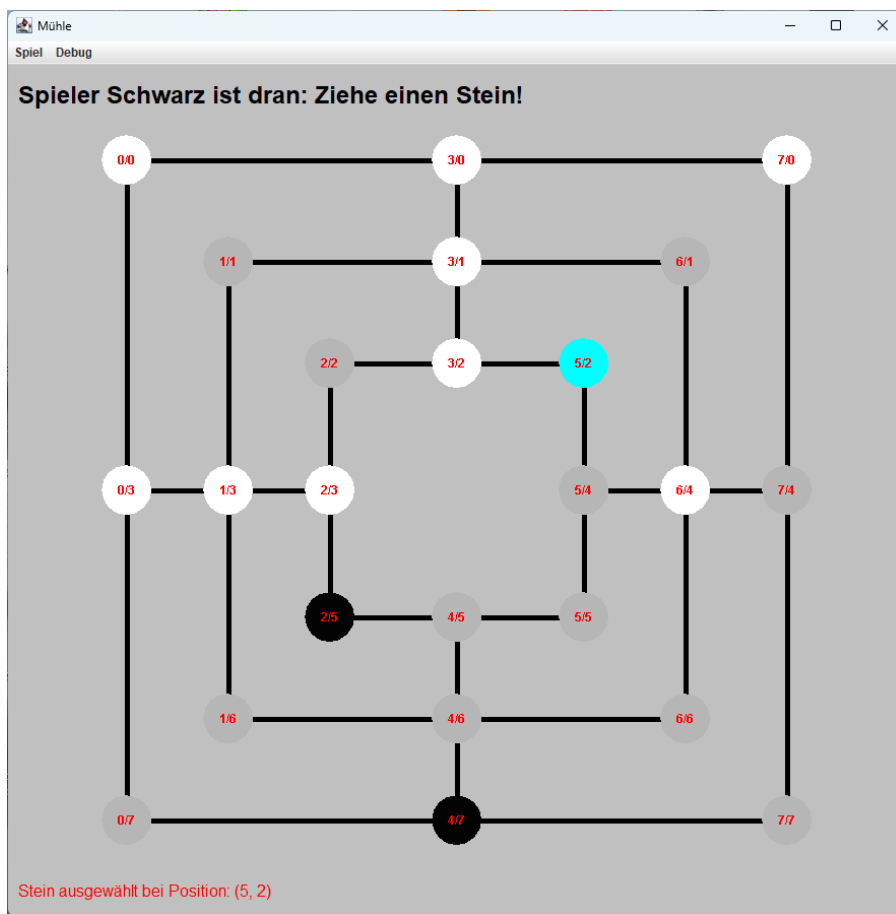 Mühle
Spiel Debug
Spieler Schwarz ist dran: Ziehe einen Stein!
0/0 3/0 7/0
1/1 3/1 6/1
2/2 3/2 5/2
0/3 1/3 2/3 5/4 6/4 7/4
2/5 4/5 5/5
1/6 4/6 6/6
0/7 4/7 7/7
Stein ausgewählt bei Position: (5, 2)